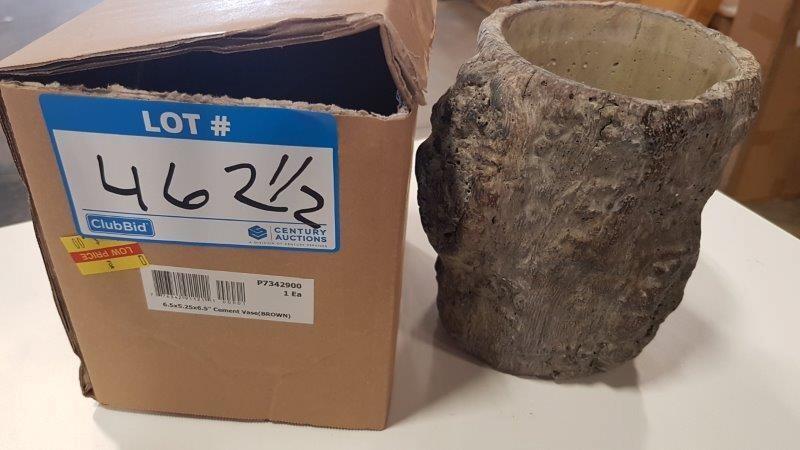 LOT #
462½
ClubBid
CENTURY
AUCTIONS
LOW PRICE
P7342900
1 Ea
6.5x5.25x6.5" Cement Vase(BROWN)